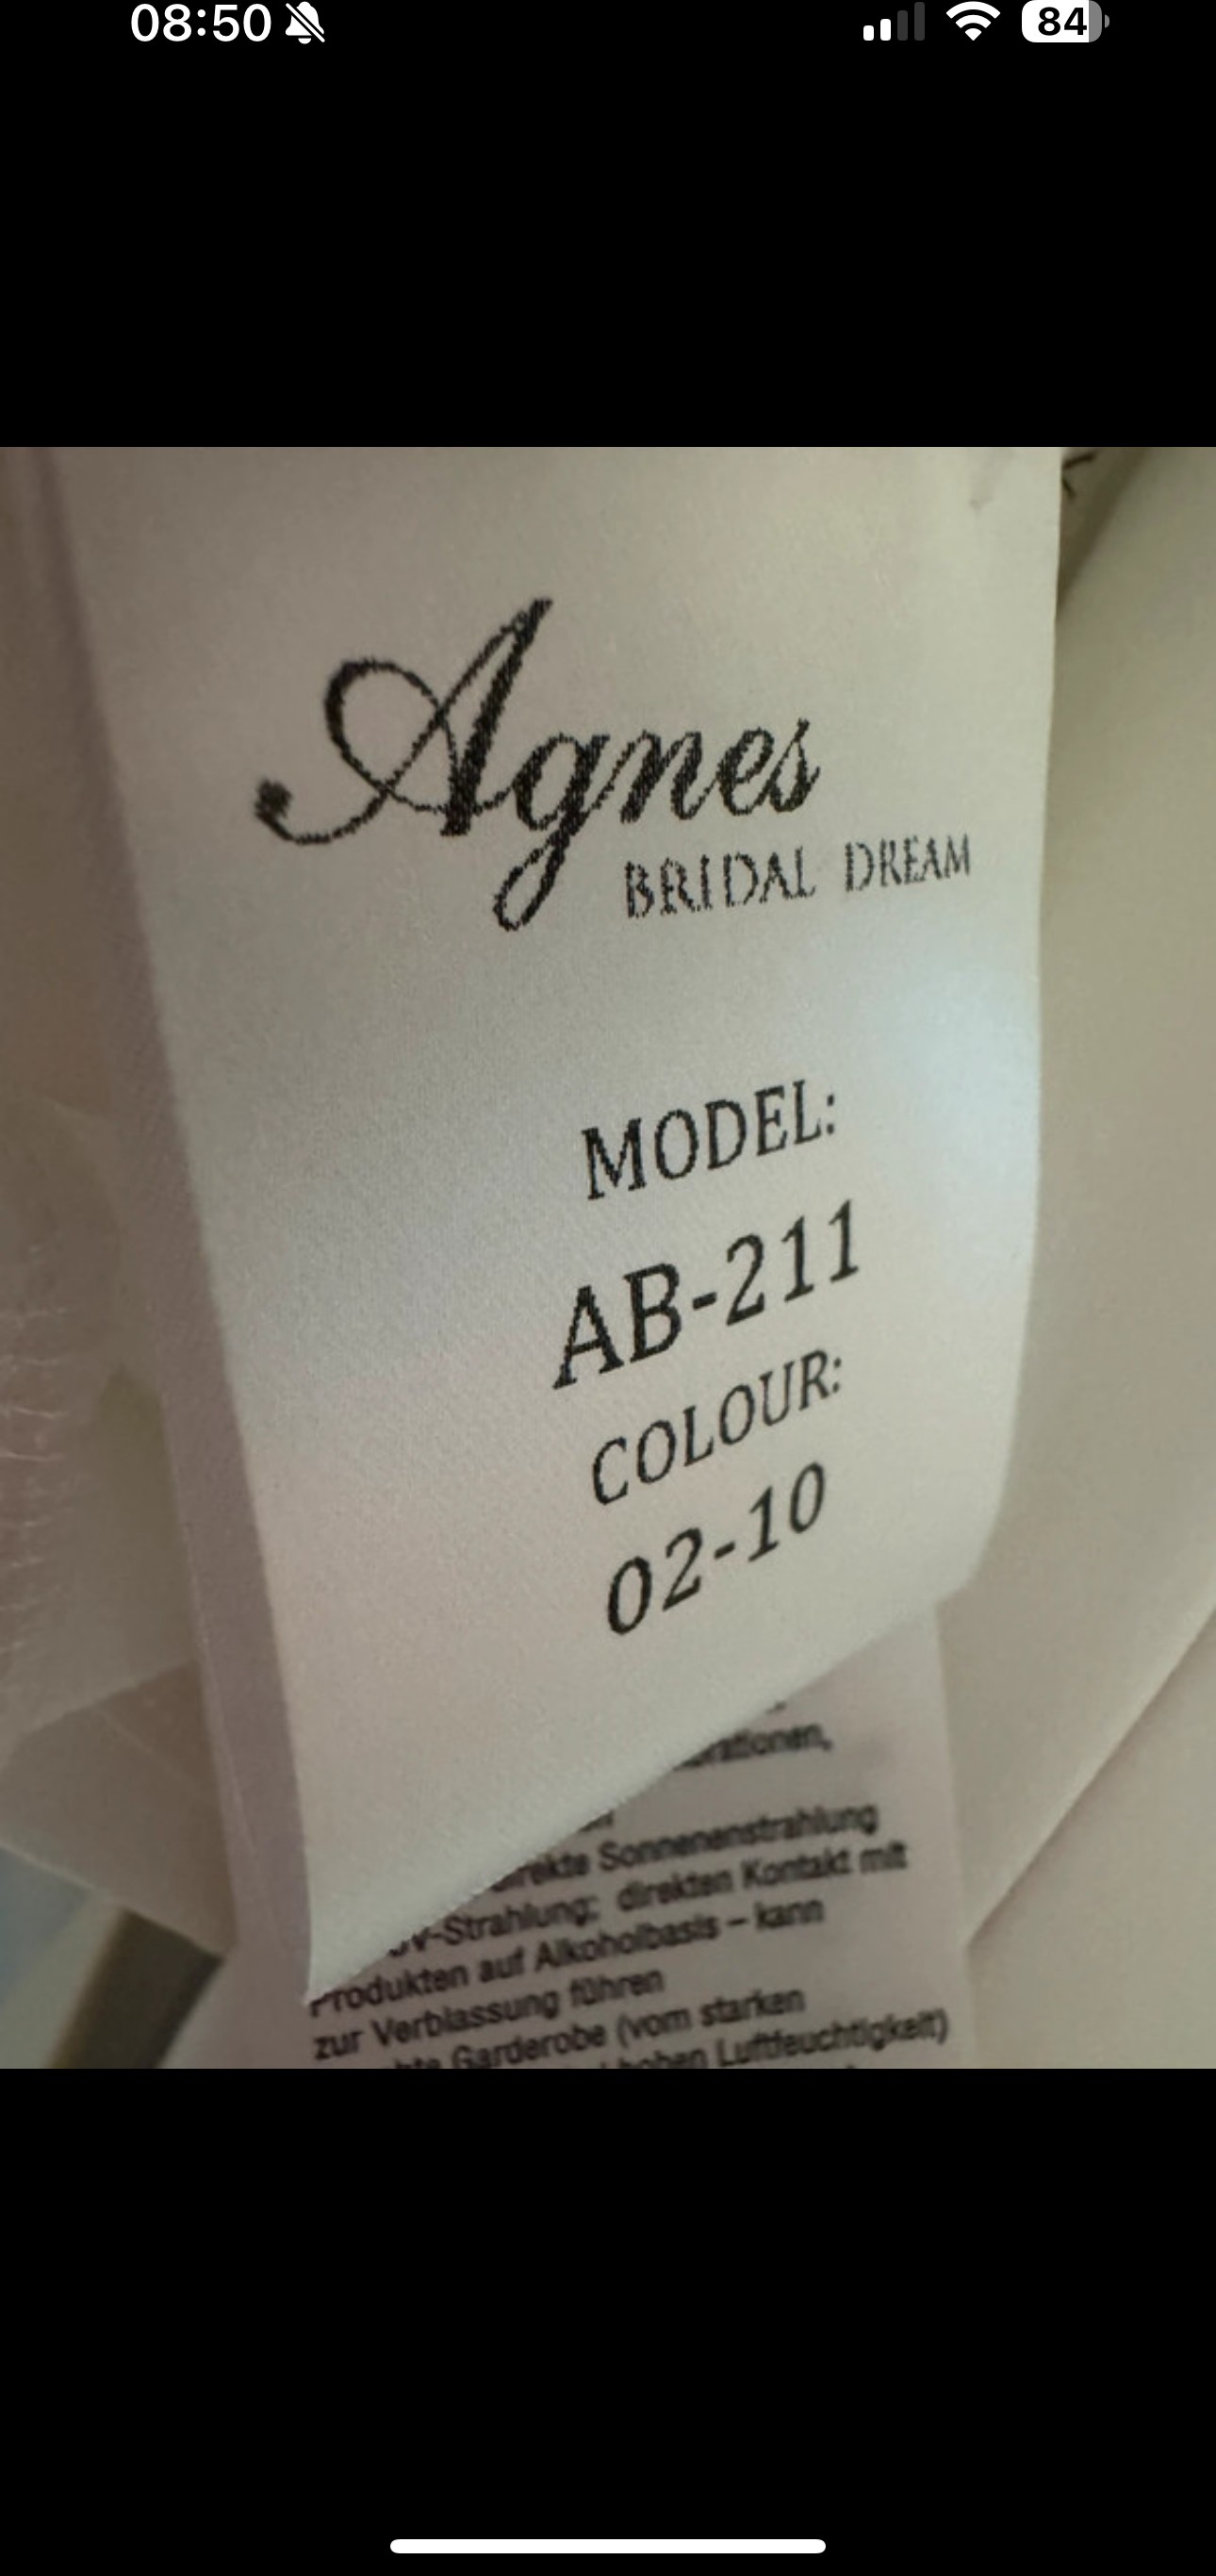 08:50
84
Agnes
BRIDAL DREAM
MODEL:
AB-211
COLOUR:
02-10
Sonnenenstrahlung
-Strahlung; direkten Kontakt mit
Produkten auf Alkoholbasis – kann
zur Verblassung führen
Garderobe (vom starken
hohen Luftfeuchtigkeit)